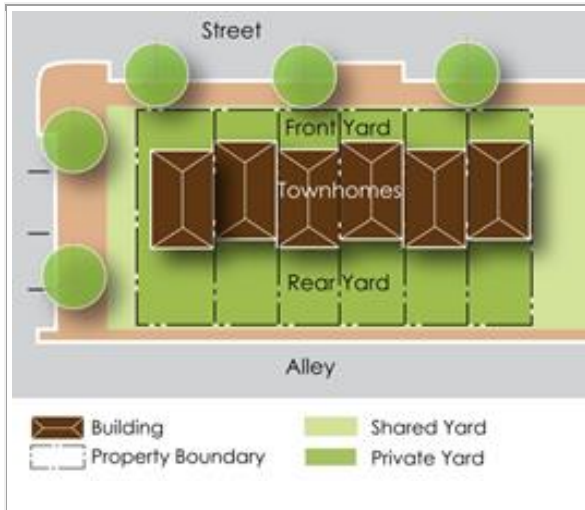 Street
Front Yard
Townhomes
Rear Yard
Alley
Building
Property Boundary
Shared Yard
Private Yard